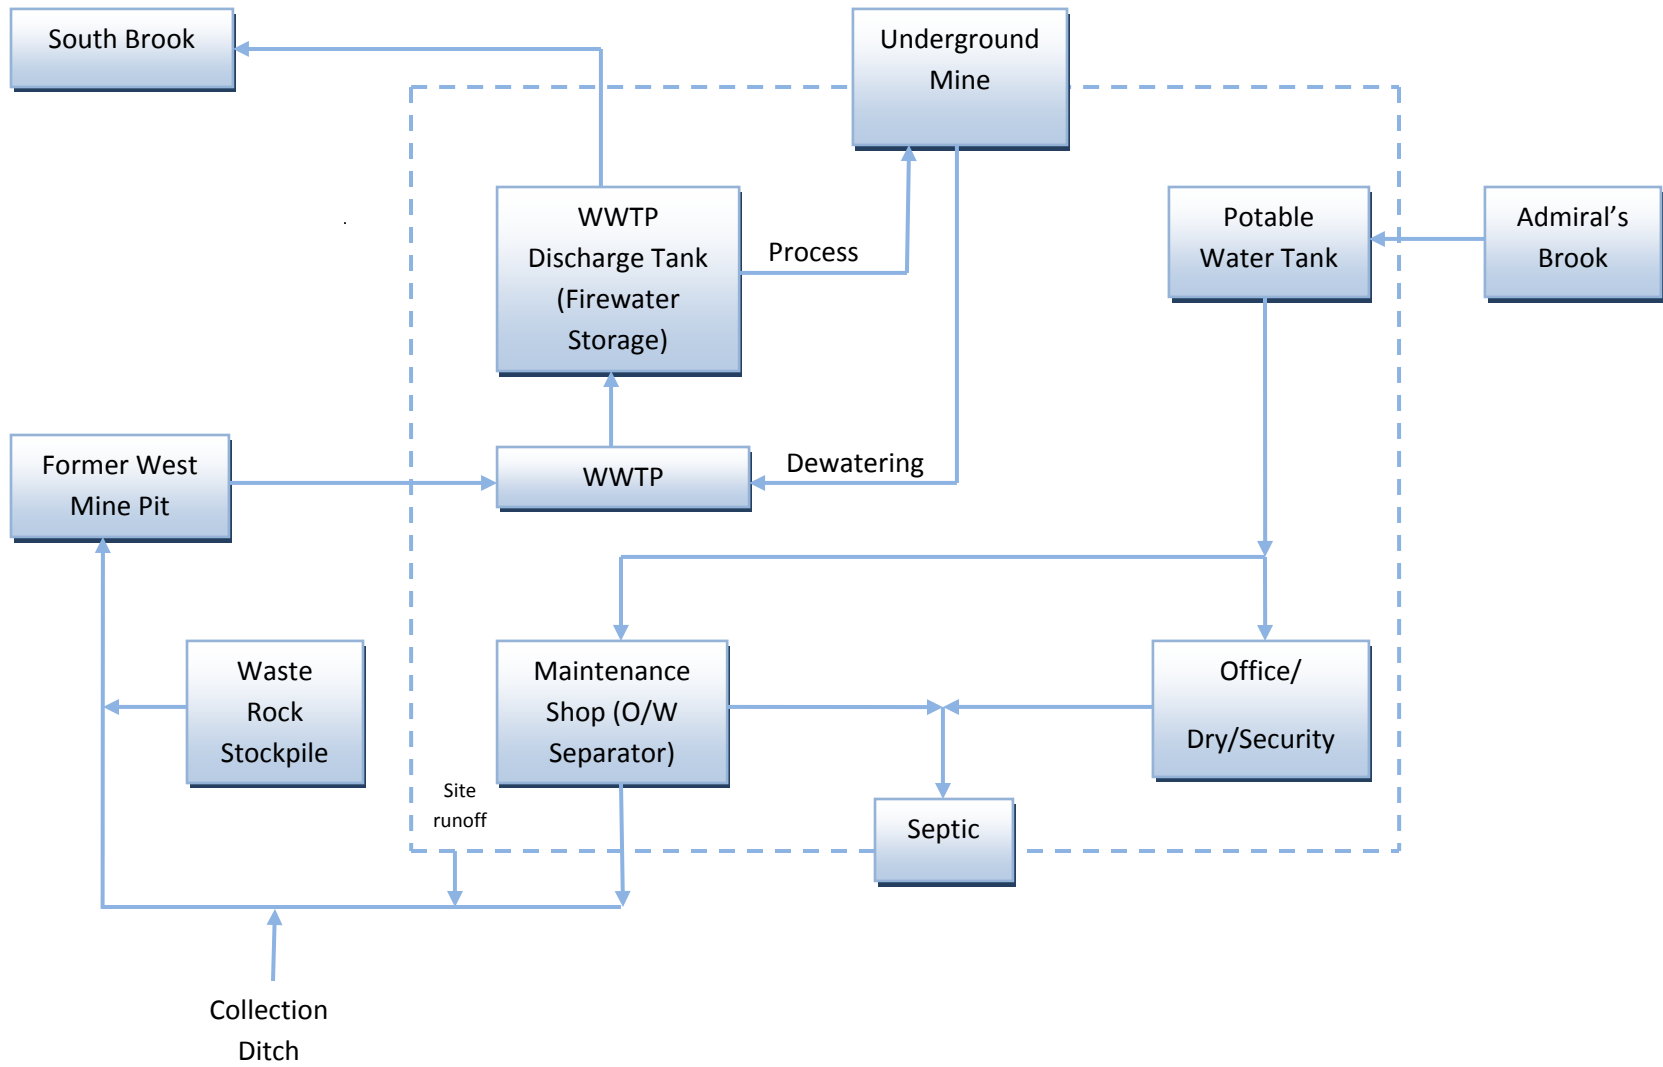 South Brook
Underground
Mine
WWTP
Discharge Tank
(Firewater
Storage)
Process
Potable
Water Tank
Admiral’s
Brook
Former West
Mine Pit
WWTP
Dewatering
Waste
Rock
Stockpile
Maintenance
Shop (O/W
Separator)
Office/
Dry/Security
Site
runoff
Septic
Collection
Ditch